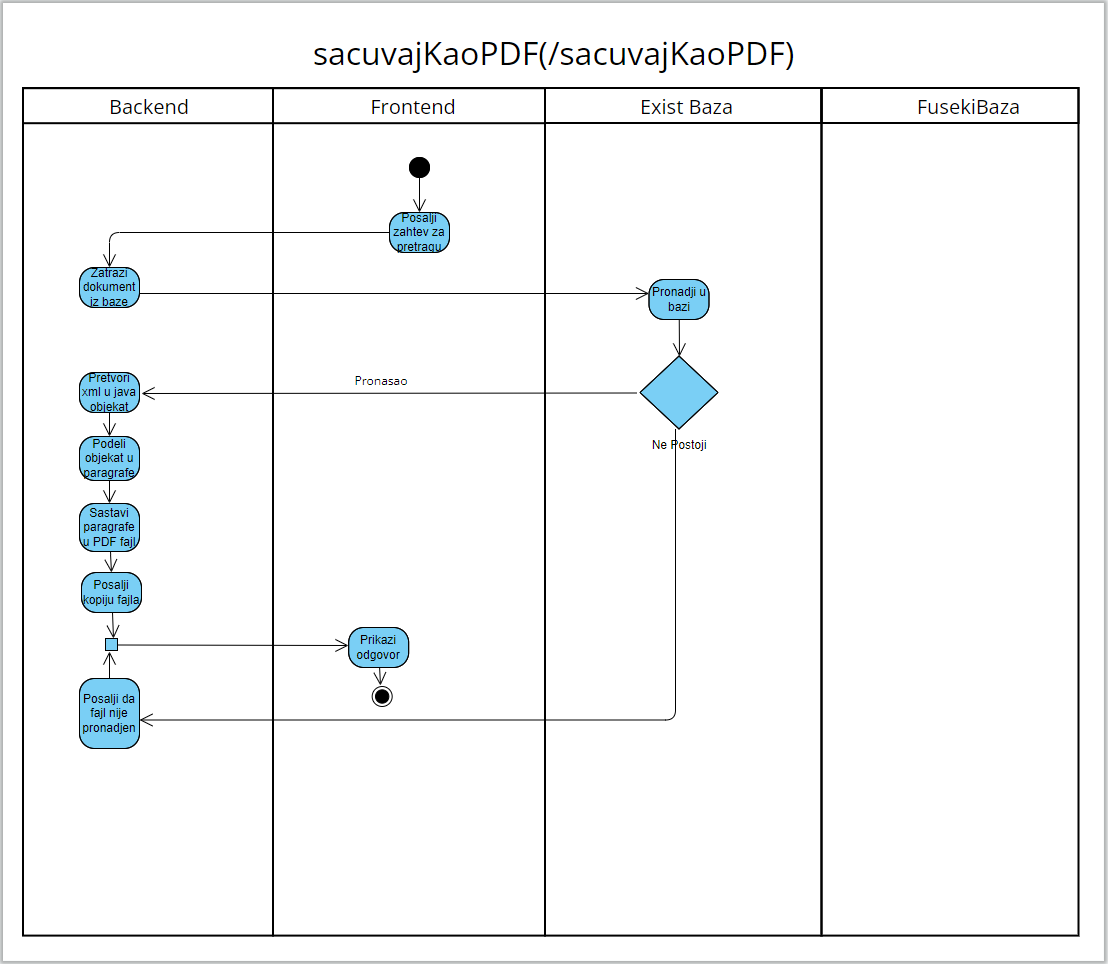 sacuvajKaoPDF(/sacuvajKaoPDF)
Backend
Frontend
Exist Baza
FusekiBaza
Posalji
zahtev za
pretragu
Zatrazi
dokument
iz baze
Pronadji u
bazi
Pronasao
Pretvori
xml u java
objekat
Ne Postoji
Podeli
objekat u
paragrafe
Sastavi
paragrafe
u PDF fajl
Posalji
kopiju fajla
Prikazi
odgovor
Posalji da
fajl nije
pronadjen